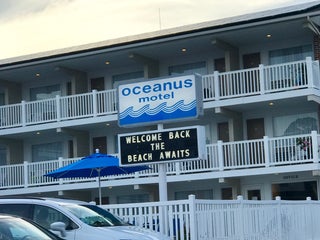 oceanus
motel
WELCOME BACK
THE
BEACH AWAITS